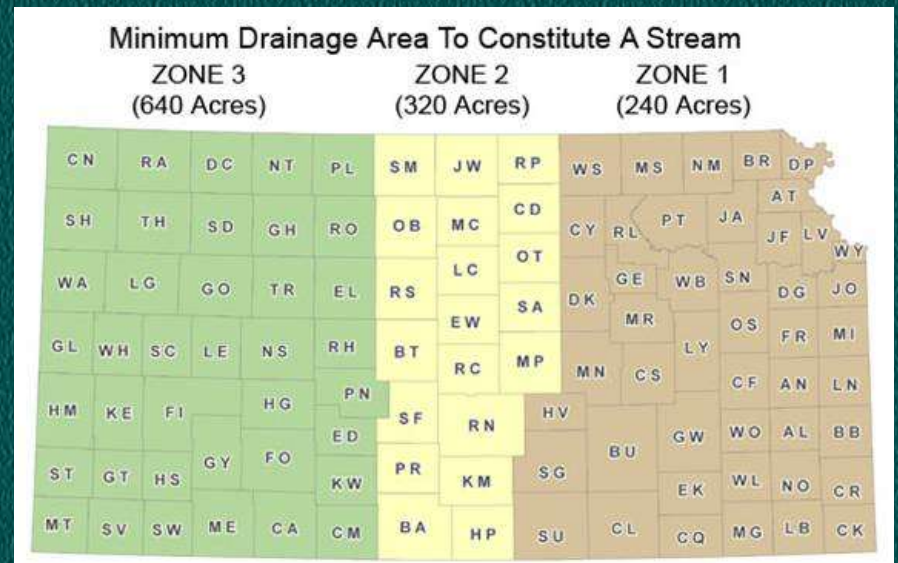 Minimum Drainage Area To Constitute A Stream
ZONE 3 ZONE 2 ZONE 1
(640 Acres) (320 Acres) (240 Acres)
CN RA DC NT PL SM JW RP WS MS NM BR DP
AT
SH TH SD GH RO OB MC CD CY RL PT JA JF LV
WY
WA LG GO TR EL RS LC OT DK GE WB SN DG JO
EW SA MR OS
GL WH SC LE NS RH BT RC MP MN CS LY FR MI
HM KE FI HG PN SF RN HV CF AN LN
ED BU GW WO AL BB
ST GT HS GY FO KW PR KM SG EK WL NO CR
MT SV SW ME CA CM BA HP SU CL CQ MG LB CK